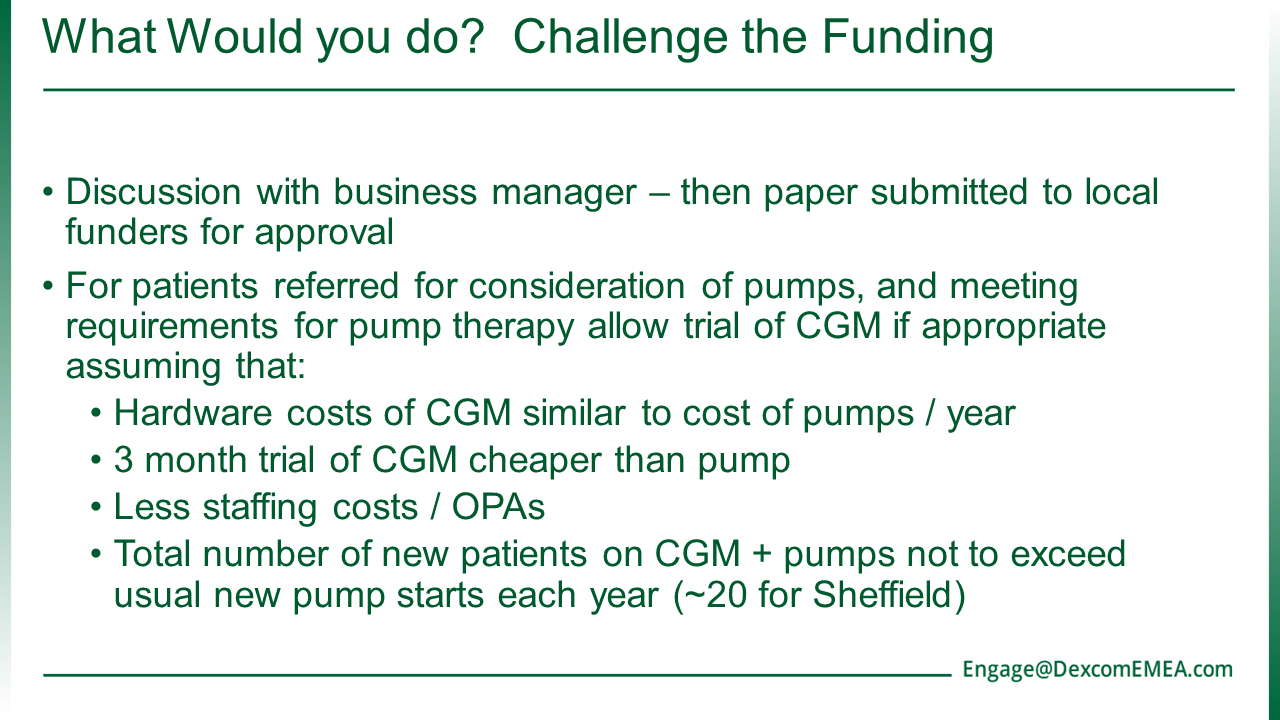 What Would you do?  Challenge the Funding
• Discussion with business manager – then paper submitted to local
funders for approval
• For patients referred for consideration of pumps, and meeting
requirements for pump therapy allow trial of CGM if appropriate
assuming that:
• Hardware costs of CGM similar to cost of pumps / year
• 3 month trial of CGM cheaper than pump
• Less staffing costs / OPAs
• Total number of new patients on CGM + pumps not to exceed
usual new pump starts each year (~20 for Sheffield)
Engage@DexcomEMEA.com